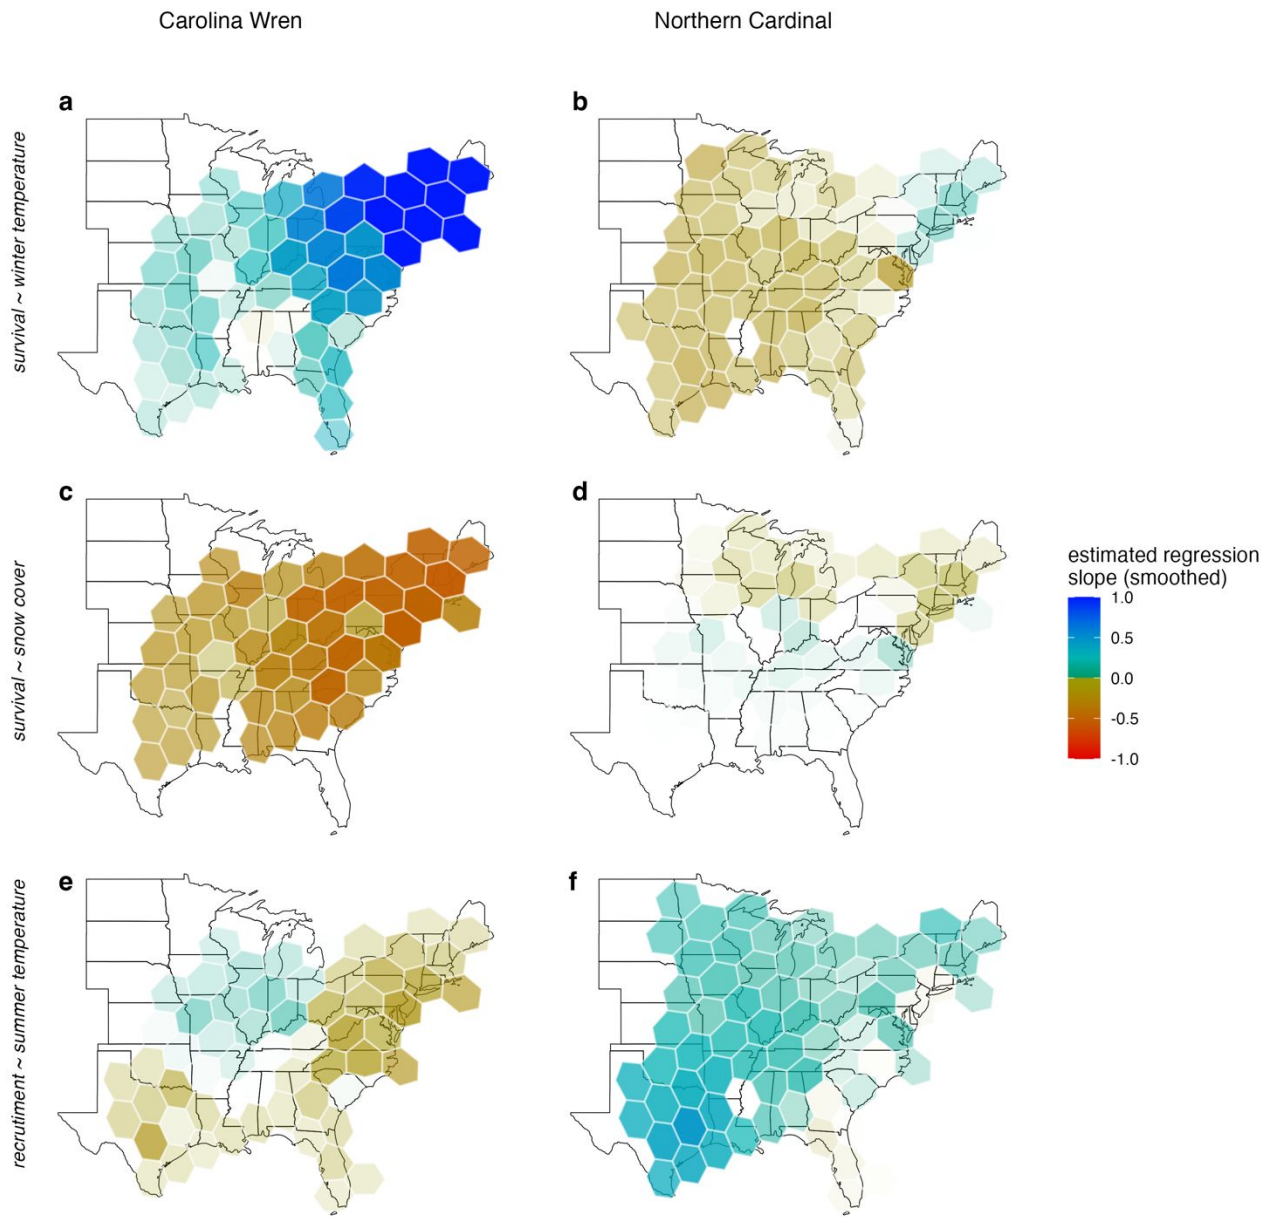 Carolina Wren
Northern Cardinal
a
b
survival ~ winter temperature
c
d
survival ~ snow cover
estimated regression
slope (smoothed)
1.0
0.5
0.0
-0.5
-1.0
e
f
recrutiment ~ summer temperature